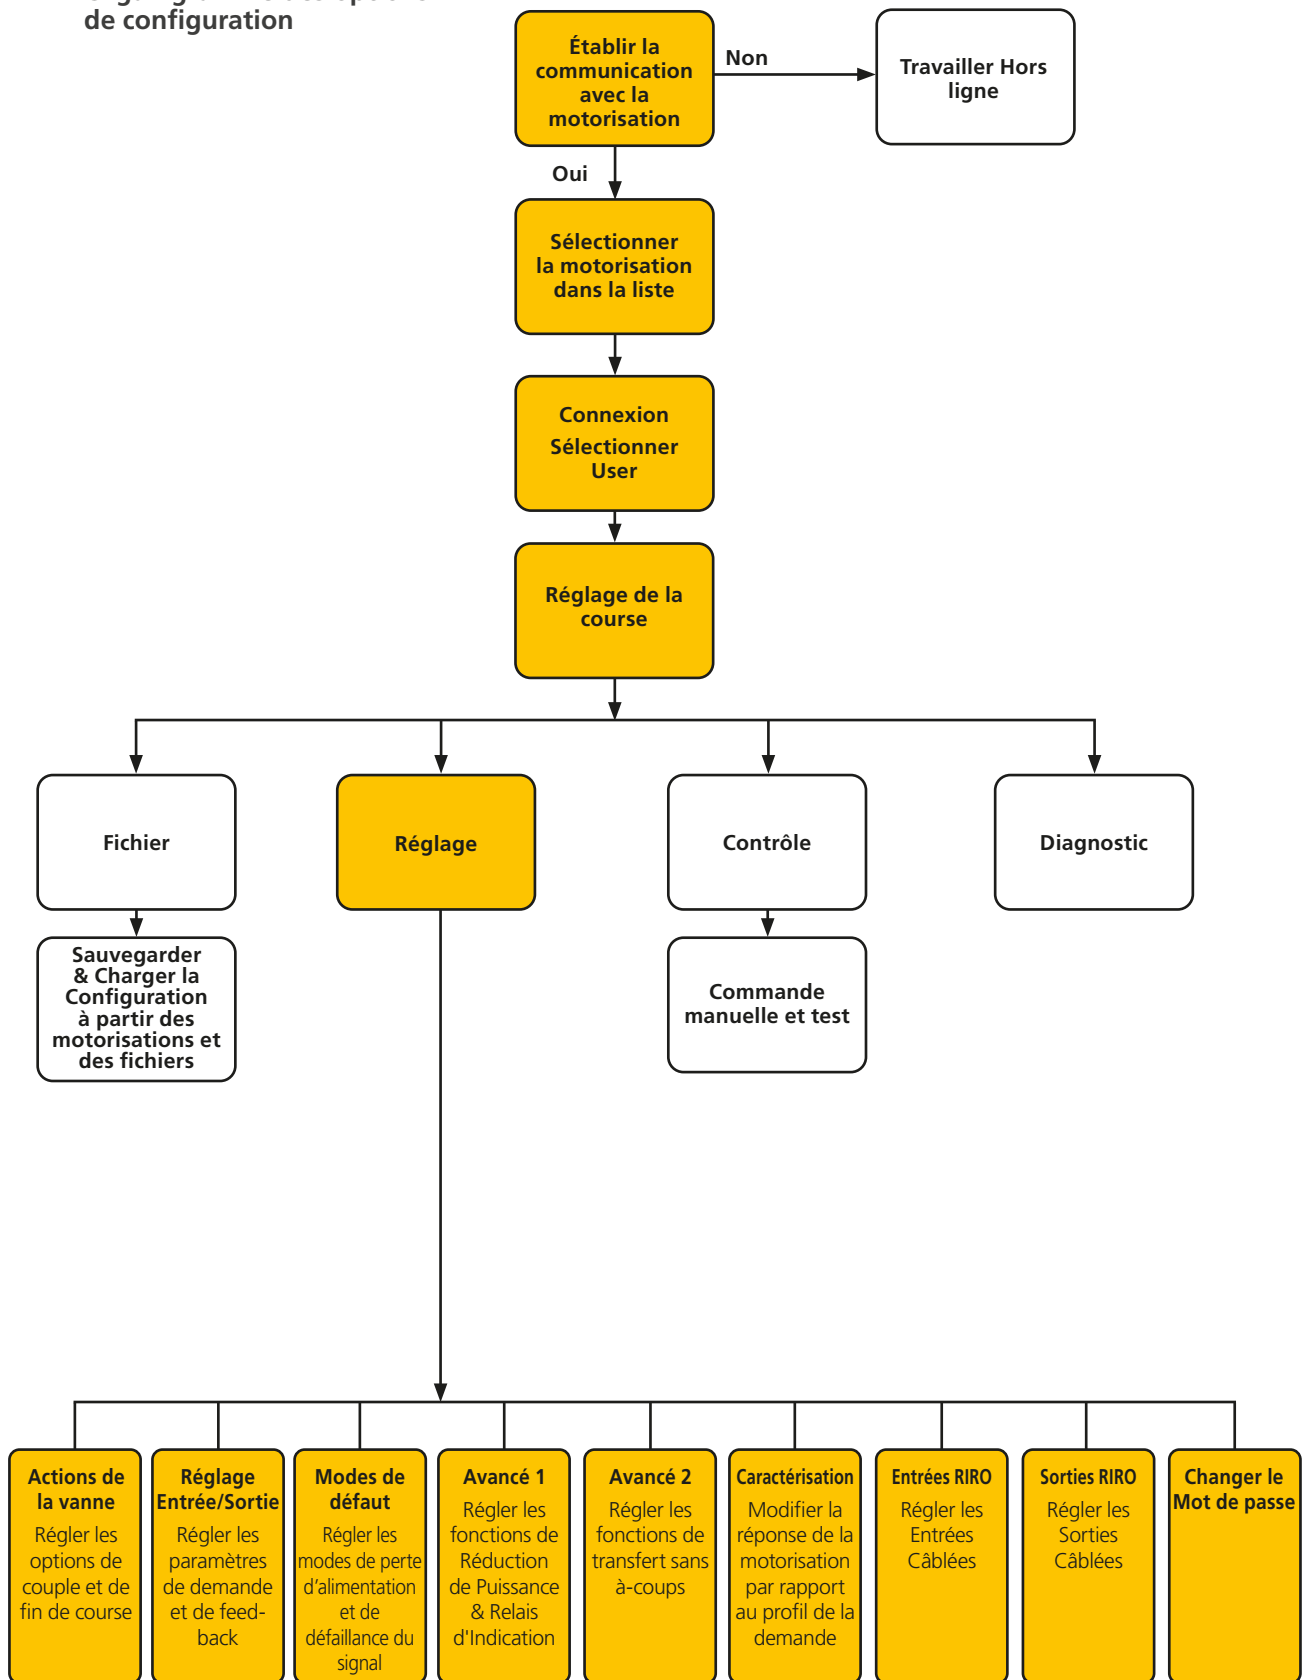 de configuration
Établir la
communication
avec la
motorisation
Non
Travailler Hors
ligne
Oui
Sélectionner
la motorisation
dans la liste
Connexion
Sélectionner
User
Réglage de la
course
Fichier
Réglage
Contrôle
Diagnostic
Sauvegarder
& Charger la
Configuration
à partir des
motorisations et
des fichiers
Commande
manuelle et test
Actions de
la vanne
Régler les
options de
couple et de
fin de course
Réglage
Entrée/Sortie
Régler les
paramètres
de demande
et de feed-
back
Modes de
défaut
Régler les
modes de perte
d’alimentation
et de
défaillance du
signal
Avancé 1
Régler les
fonctions de
Réduction
de Puissance
& Relais
d'Indication
Avancé 2
Régler les
fonctions de
transfert sans
à-coups
Caractérisation
Modifier la
réponse de la
motorisation
par rapport
au profil de la
demande
Entrées RIRO
Régler les
Entrées
Câblées
Sorties RIRO
Régler les
Sorties
Câblées
Changer le
Mot de passe